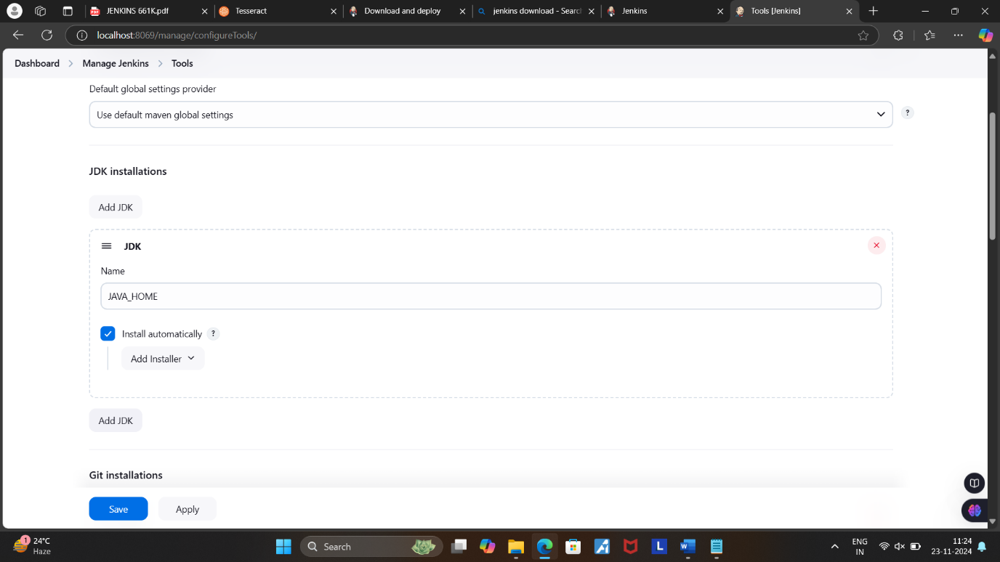 JENKINS 661K.pdf
Tesseract
Download and deploy
jenkins download - Search
Jenkins
Tools [Jenkins]
localhost:8069/manage/configureTools/
Dashboard > Manage Jenkins > Tools
Default global settings provider
Use default maven global settings
?
JDK installations
Add JDK
JDK
Name
JAVA_HOME
Install automatically ?
Add Installer
Add JDK
Git installations
Save Apply
1 24°C
Haze
Search
L
ENG
IN
11:24
23-11-2024